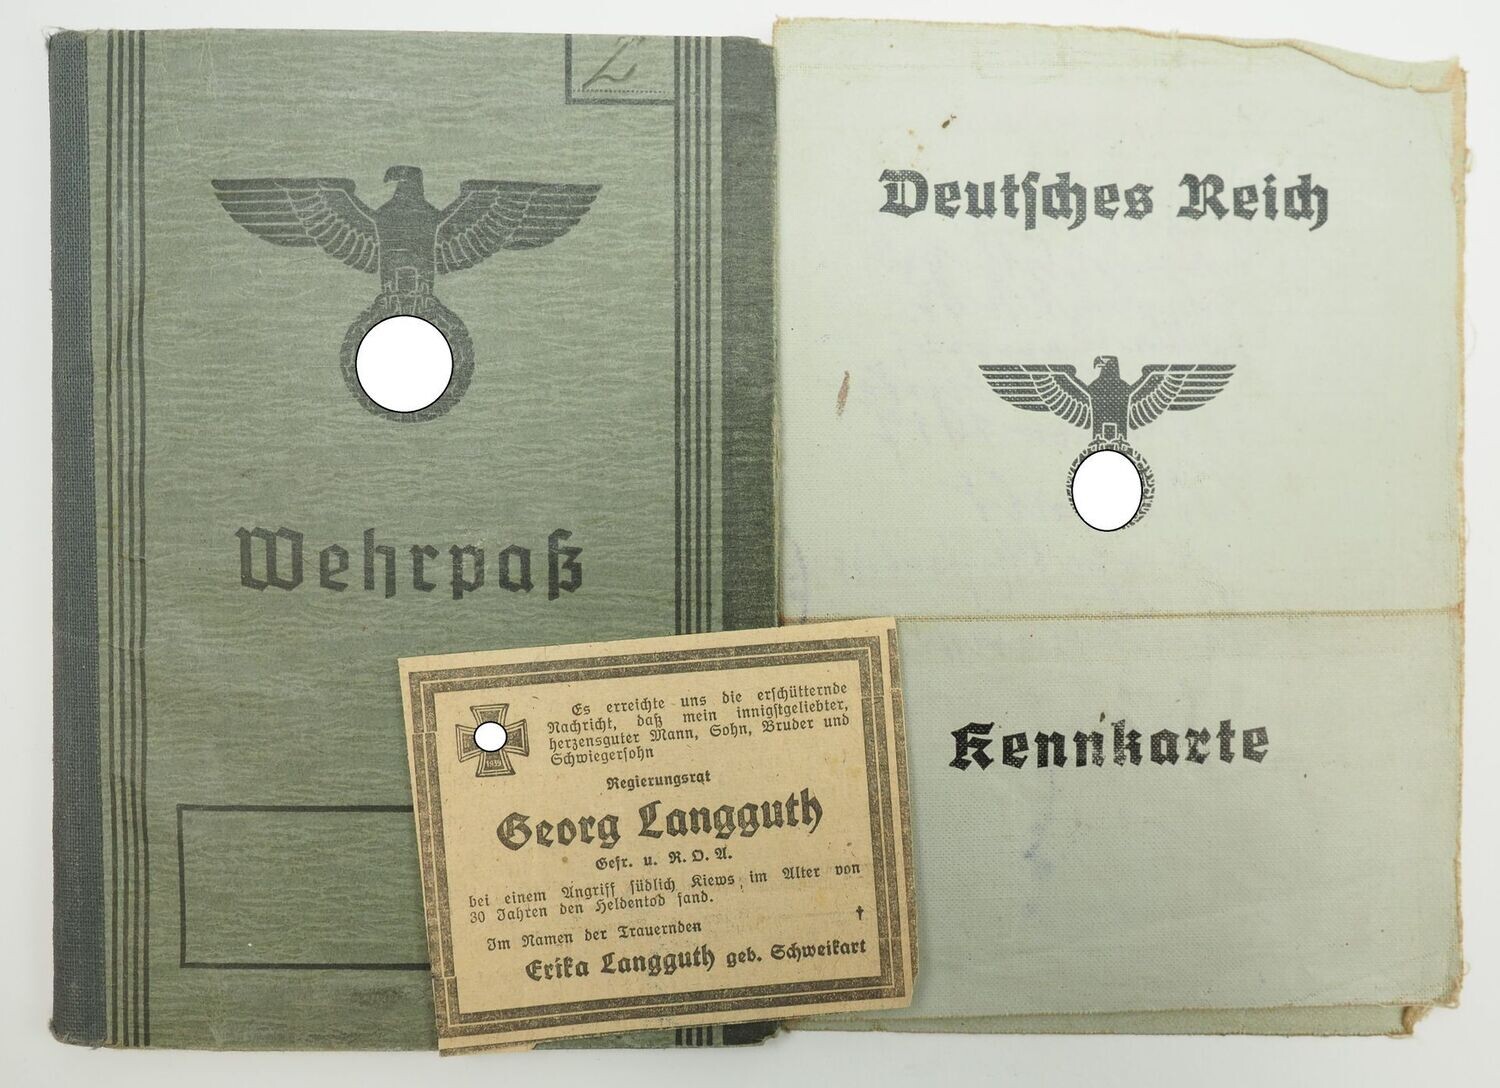 Z
Wehrpaß
Deutsches Reich
Kennkarte
1939
Es erreichte uns die erschütternde
Nachricht, daß mein innigstgeliebter,
herzensguter Mann, Sohn, Bruder und
Schwiegersohn
Regierungsrat
Georg Langguth
Gefr. u. R. O. A.
bei einem Angriff südlich Kiews im Alter von
30 Jahren den Heldentod fand.
†
Im Namen der Trauernden
Erika Langguth geb. Schweikart